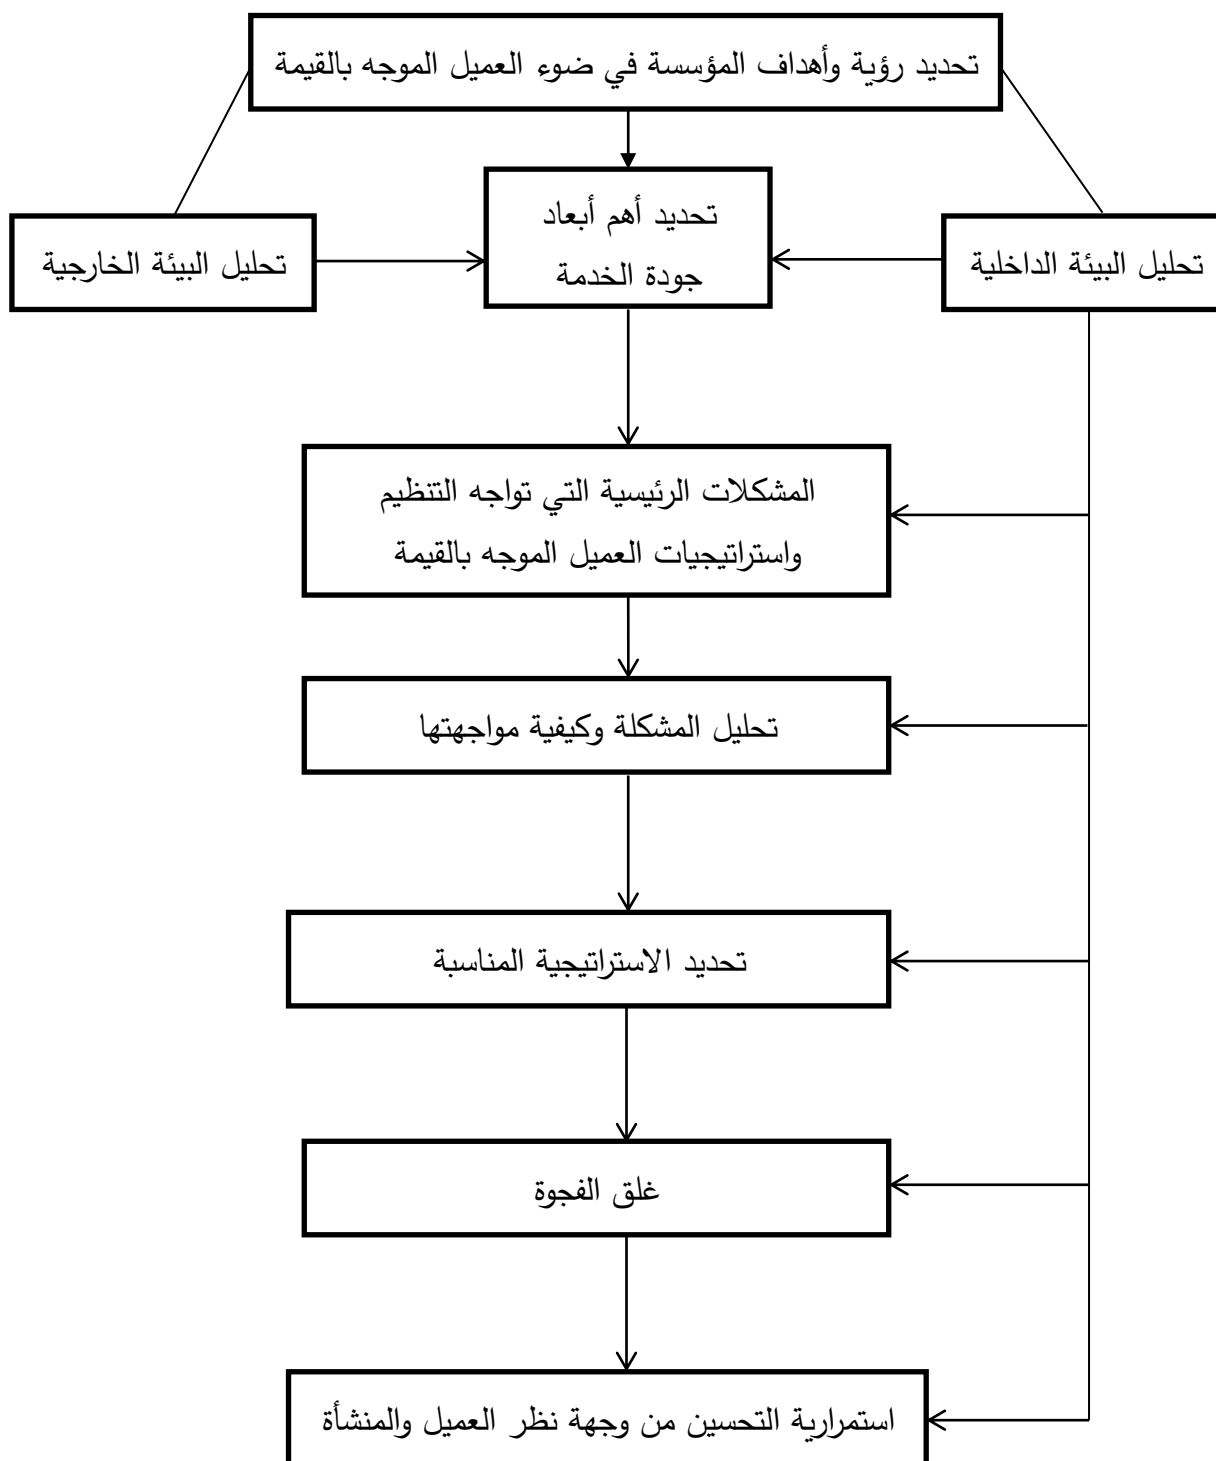 تحديد رؤية وأهداف المؤسسة في ضوء العميل الموجه بالقيمة
تحديد أهم أبعاد
جودة الخدمة
تحليل البيئة الداخلية
تحليل البيئة الخارجية
المشكلات الرئيسية التي تواجه التنظيم
واستراتيجيات العميل الموجه بالقيمة
تحليل المشكلة وكيفية مواجهتها
تحديد الاستراتيجية المناسبة
غلق الفجوة
استمرارية التحسين من وجهة نظر العميل والمنشأة